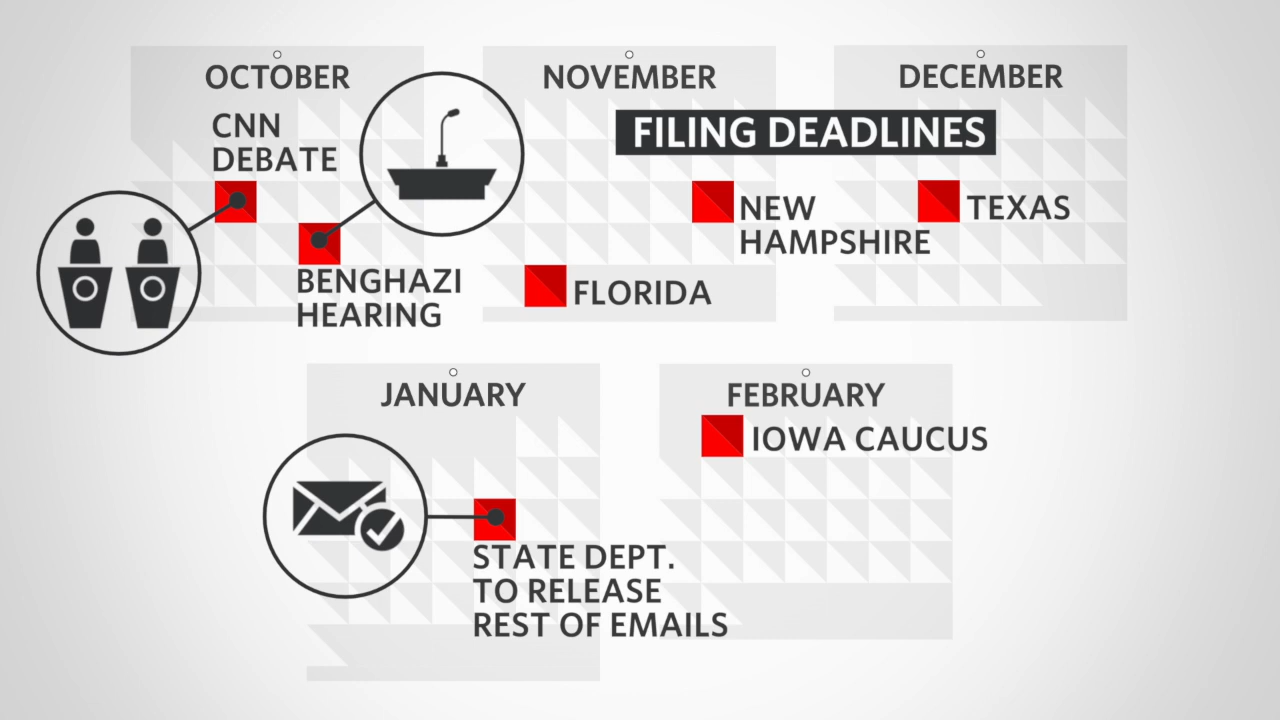 OCTOBER
CNN
DEBATE
BENGHAZI
HEARING
NOVEMBER
DECEMBER
FILING DEADLINES
NEW
HAMPSHIRE
TEXAS
FLORIDA
JANUARY
STATE DEPT.
TO RELEASE
REST OF EMAILS
FEBRUARY
IOWA CAUCUS